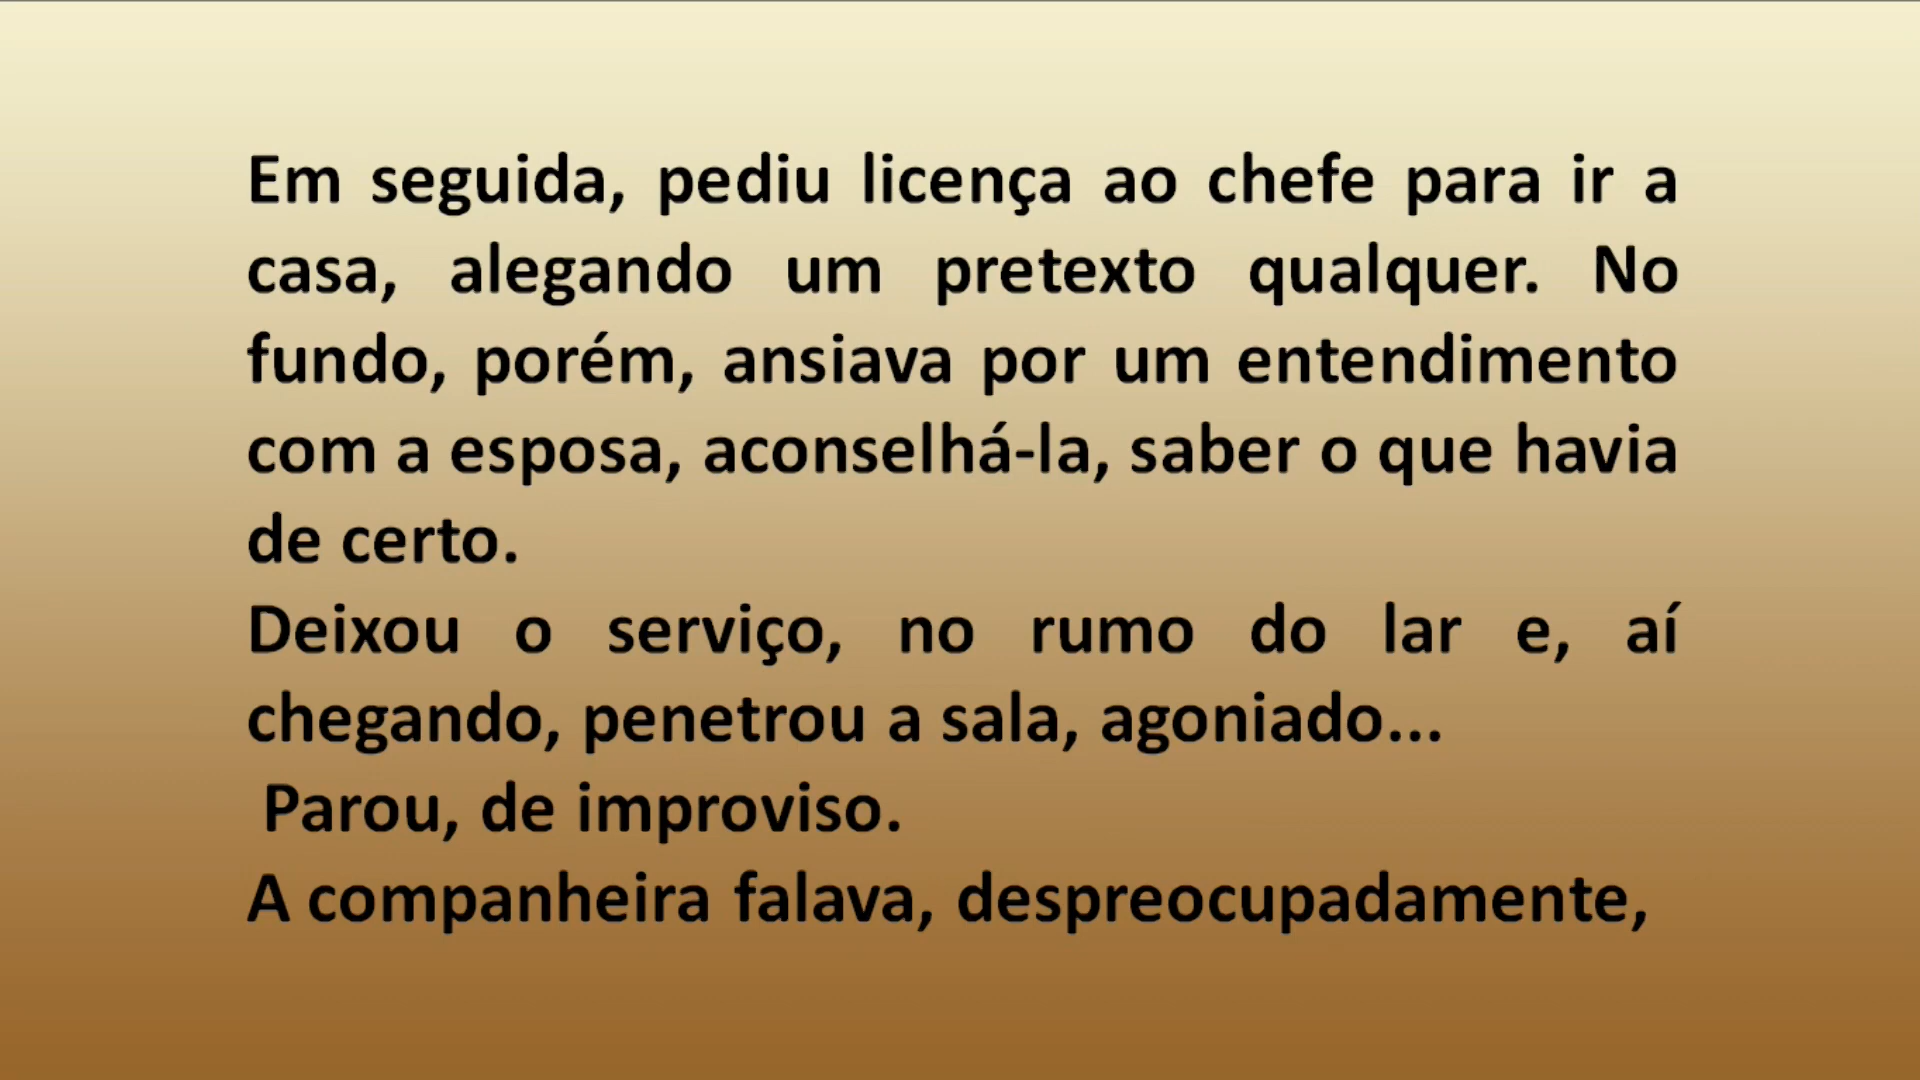 Em seguida, pediu licença ao chefe para ir a
casa, alegando um pretexto qualquer. No
fundo, porém, ansiava por um entendimento
com a esposa, aconselhá-la, saber o que havia
de certo.
Deixou o serviço, no rumo do lar e, aí
chegando, penetrou a sala, agoniado...
Parou, de improviso.
A companheira falava, despreocupadamente,